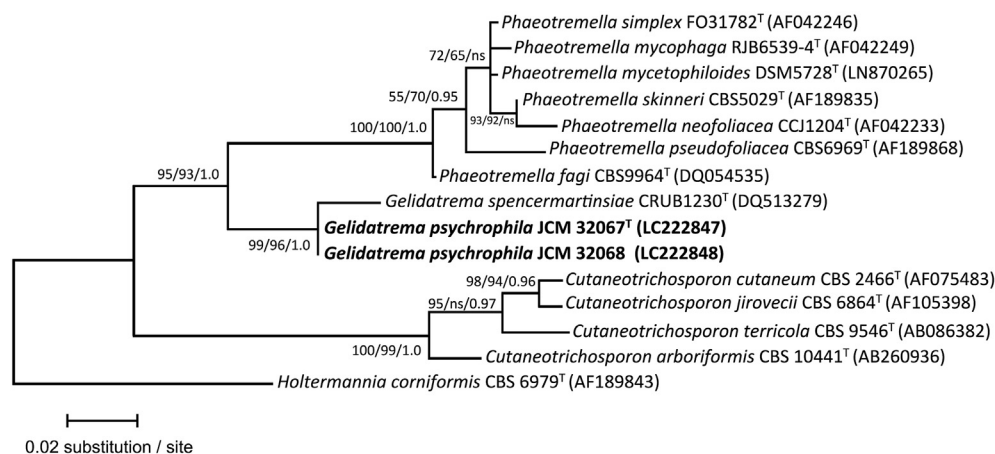 Phaeotremella simplex FO31782ᵀ (AF042246)
72/65/ns
Phaeotremella mycophaga RJB6539-4ᵀ (AF042249)
Phaeotremella mycetophiloides DSM5728ᵀ (LN870265)
55/70/0.95
Phaeotremella skinneri CBS5029ᵀ (AF189835)
93/92/ns
Phaeotremella neofoliacea CCJ1204ᵀ (AF042233)
100/100/1.0
Phaeotremella pseudofoliacea CBS6969ᵀ (AF189868)
95/93/1.0
Phaeotremella fagi CBS9964ᵀ (DQ054535)
Gelidatrema spencermartinsiae CRUB1230ᵀ (DQ513279)
Gelidatrema psychrophila JCM 32067ᵀ (LC222847)
99/96/1.0
Gelidatrema psychrophila JCM 32068 (LC222848)
98/94/0.96
Cutaneotrichosporon cutaneum CBS 2466ᵀ (AF075483)
95/ns/0.97
Cutaneotrichosporon jirovecii CBS 6864ᵀ (AF105398)
Cutaneotrichosporon terricola CBS 9546ᵀ (AB086382)
100/99/1.0
Cutaneotrichosporon arboriformis CBS 10441ᵀ (AB260936)
Holtermannia corniformis CBS 6979ᵀ (AF189843)
0.02 substitution / site